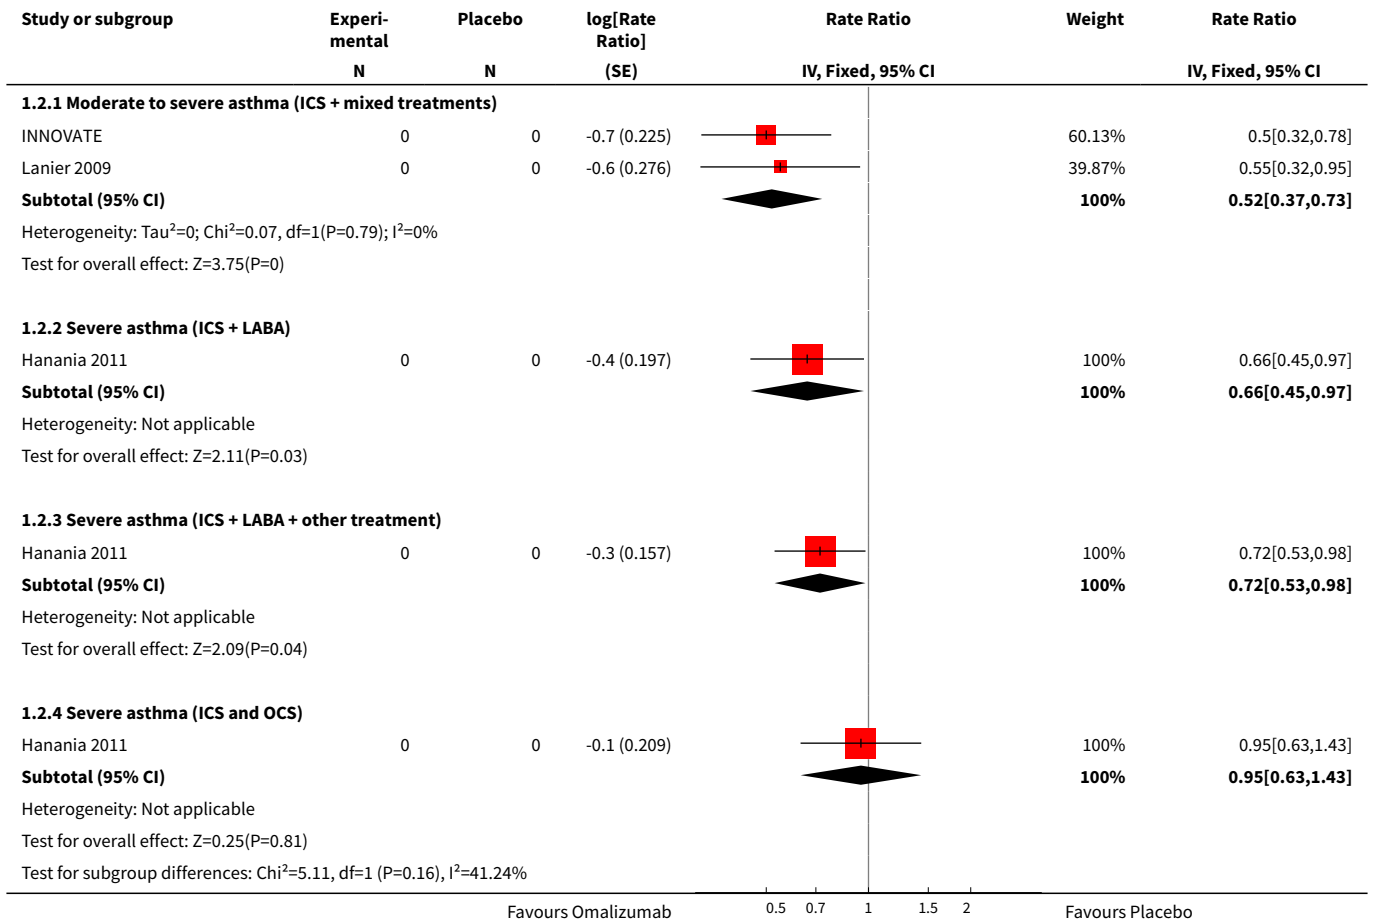 Study or subgroup Experi- Placebo log[Rate Rate Ratio Weight Rate Ratio
mental Ratio]
N N (SE) IV, Fixed, 95% CI IV, Fixed, 95% CI
1.2.1 Moderate to severe asthma (ICS + mixed treatments)
INNOVATE 0 0 -0.7 (0.225) 60.13% 0.5[0.32,0.78]
Lanier 2009 0 0 -0.6 (0.276) 39.87% 0.55[0.32,0.95]
Subtotal (95% CI) 100% 0.52[0.37,0.73]
Heterogeneity: Tau²=0; Chi²=0.07, df=1(P=0.79); I²=0%
Test for overall effect: Z=3.75(P=0)
1.2.2 Severe asthma (ICS + LABA)
Hanania 2011 0 0 -0.4 (0.197) 100% 0.66[0.45,0.97]
Subtotal (95% CI) 100% 0.66[0.45,0.97]
Heterogeneity: Not applicable
Test for overall effect: Z=2.11(P=0.03)
1.2.3 Severe asthma (ICS + LABA + other treatment)
Hanania 2011 0 0 -0.3 (0.157) 100% 0.72[0.53,0.98]
Subtotal (95% CI) 100% 0.72[0.53,0.98]
Heterogeneity: Not applicable
Test for overall effect: Z=2.09(P=0.04)
1.2.4 Severe asthma (ICS and OCS)
Hanania 2011 0 0 -0.1 (0.209) 100% 0.95[0.63,1.43]
Subtotal (95% CI) 100% 0.95[0.63,1.43]
Heterogeneity: Not applicable
Test for overall effect: Z=0.25(P=0.81)
Test for subgroup differences: Chi²=5.11, df=1 (P=0.16), I²=41.24%
Favours Omalizumab 0.5 0.7 1 1.5 2 Favours Placebo